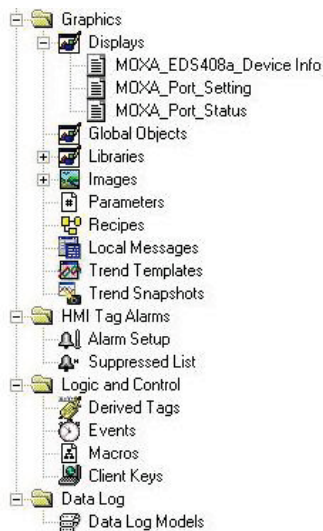 Graphics
Displays
MOXA_EDS408a_Device Info
MOXA_Port_Setting
MOXA_Port_Status
Global Objects
Libraries
Images
Parameters
Recipes
Local Messages
Trend Templates
Trend Snapshots
HMI Tag Alarms
Alarm Setup
Suppressed List
Logic and Control
Derived Tags
Events
Macros
Client Keys
Data Log
Data Log Models